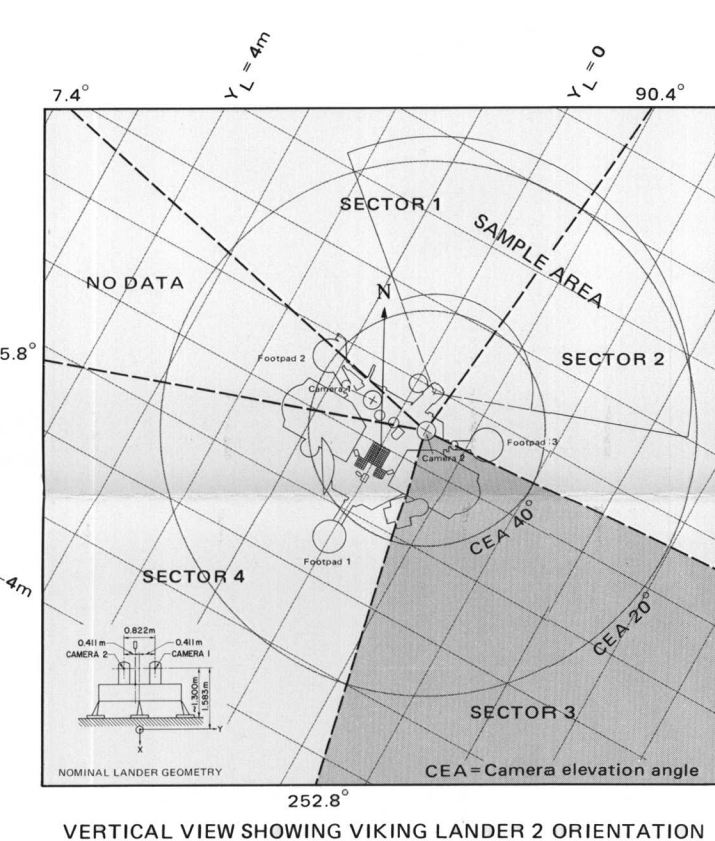 Y_L = 4m
Y_L = 0
7.4°
90.4°
SECTOR 1
SAMPLE AREA
NO DATA
N
5.8°
Footpad 2
SECTOR 2
Camera 1
Footpad 3
Camera 2
CEA 40°
Footpad 1
4m
SECTOR 4
CEA 20°
0.822m
0.411m
0.411m
CAMERA 2
CAMERA 1
≈1.300m
1.583m
Y
X
SECTOR 3
NOMINAL LANDER GEOMETRY
CEA=Camera elevation angle
252.8°
VERTICAL VIEW SHOWING VIKING LANDER 2 ORIENTATION